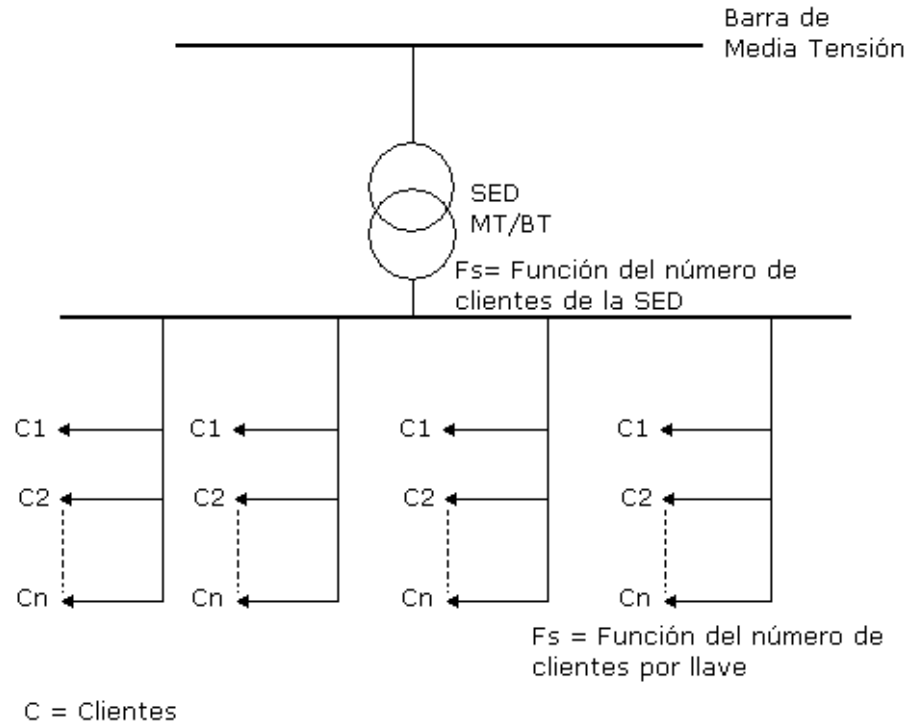 Barra de
Media Tensión
SED
MT/BT
Fs= Función del número de
clientes de la SED
C1
C1
C1
C1
C2
C2
C2
C2
Cn
Cn
Cn
Cn
Fs = Función del número de
clientes por llave
C = Clientes